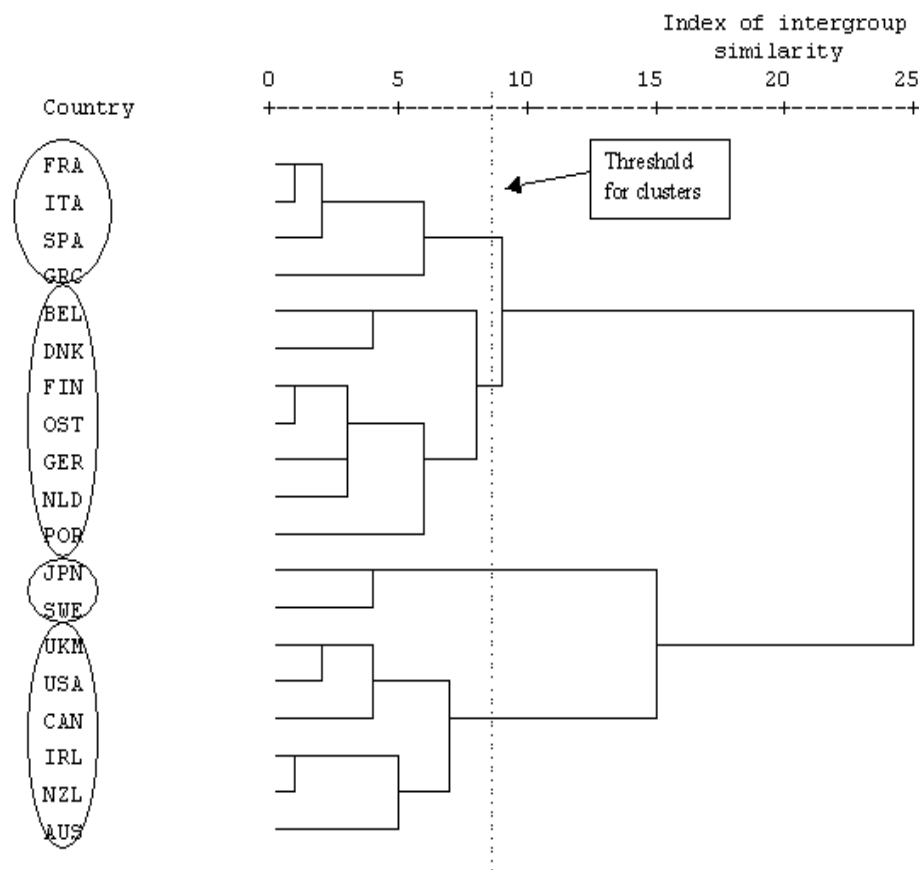 Index of intergroup
similarity
0 5 10 15 20 25
Country
Threshold
for clusters
FRA
ITA
SPA
GRC
BEL
DNK
FIN
OST
GER
NLD
POR
JPN
SWE
UKM
USA
CAN
IRL
NZL
AUS